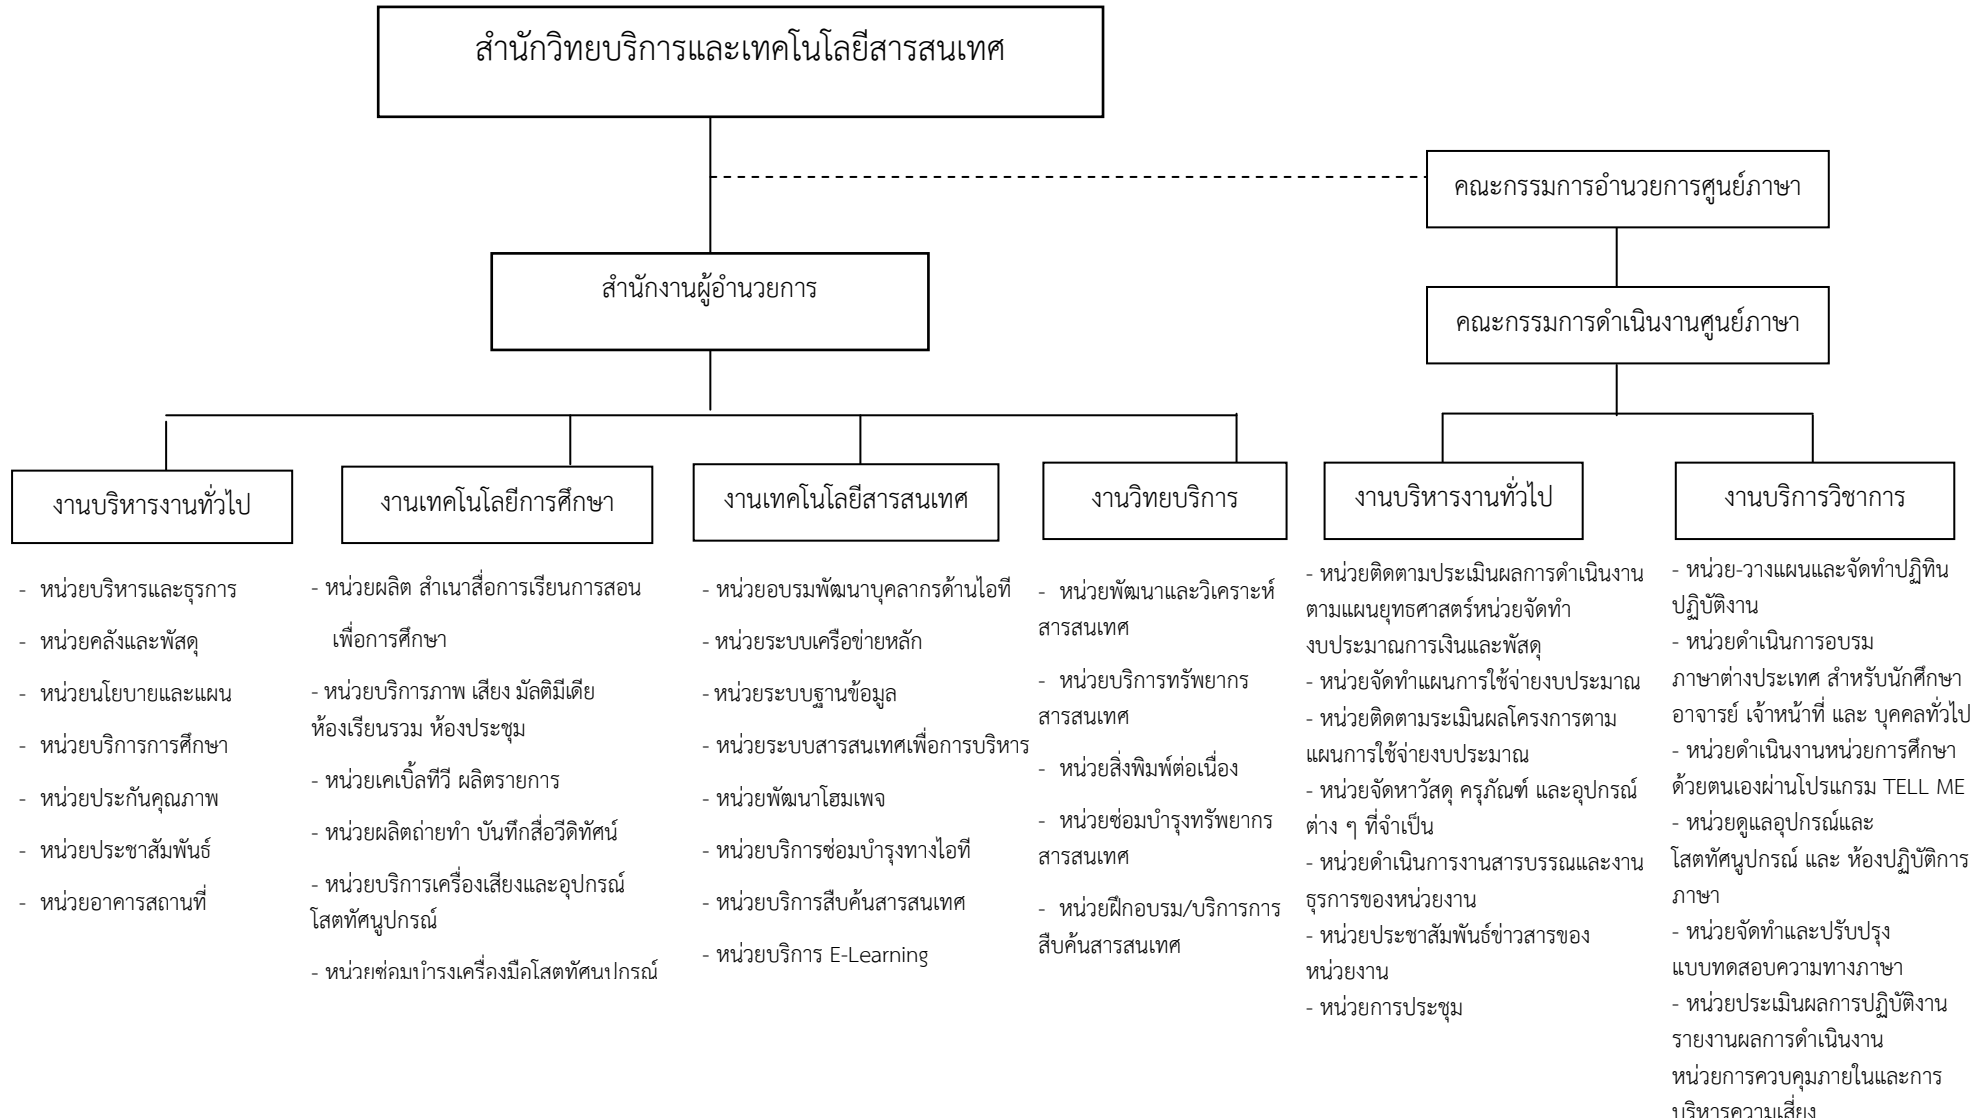 สำนักวิทยบริการและเทคโนโลยีสารสนเทศ
คณะกรรมการอำนวยการศูนย์ภาษา
สำนักงานผู้อำนวยการ
คณะกรรมการดำเนินงานศูนย์ภาษา
งานบริหารงานทั่วไป
- หน่วยบริหารและธุรการ
- หน่วยคลังและพัสดุ
- หน่วยนโยบายและแผน
- หน่วยบริการการศึกษา
- หน่วยประกันคุณภาพ
- หน่วยประชาสัมพันธ์
- หน่วยอาคารสถานที่
งานเทคโนโลยีการศึกษา
- หน่วยผลิต สำเนาสื่อการเรียนการสอน
เพื่อการศึกษา
- หน่วยบริการภาพ เสียง มัลติมีเดีย
ห้องเรียนรวม ห้องประชุม
- หน่วยเคเบิ้ลทีวี ผลิตรายการ
- หน่วยผลิตถ่ายทำ บันทึกสื่อวีดิทัศน์
- หน่วยบริการเครื่องเสียงและอุปกรณ์
โสตทัศนูปกรณ์
- หน่วยซ่อมบำรุงเครื่องมือโสตทัศนูปกรณ์
งานเทคโนโลยีสารสนเทศ
- หน่วยอบรมพัฒนาบุคลากรด้านไอที
- หน่วยระบบเครือข่ายหลัก
- หน่วยระบบฐานข้อมูล
- หน่วยระบบสารสนเทศเพื่อการบริหาร
- หน่วยพัฒนาโฮมเพจ
- หน่วยบริการซ่อมบำรุงทางไอที
- หน่วยบริการสืบค้นสารสนเทศ
- หน่วยบริการ E-Learning
งานวิทยบริการ
- หน่วยพัฒนาและวิเคราะห์
สารสนเทศ
- หน่วยบริการทรัพยากร
สารสนเทศ
- หน่วยสิ่งพิมพ์ต่อเนื่อง
- หน่วยซ่อมบำรุงทรัพยากร
สารสนเทศ
- หน่วยฝึกอบรม/บริการการ
สืบค้นสารสนเทศ
งานบริหารงานทั่วไป
- หน่วยติดตามประเมินผลการดำเนินงาน
ตามแผนยุทธศาสตร์หน่วยจัดทำ
งบประมาณการเงินและพัสดุ
- หน่วยจัดทำแผนการใช้จ่ายงบประมาณ
- หน่วยติดตามระเมินผลโครงการตาม
แผนการใช้จ่ายงบประมาณ
- หน่วยจัดหาวัสดุ ครุภัณฑ์ และอุปกรณ์
ต่าง ๆ ที่จำเป็น
- หน่วยดำเนินการงานสารบรรณและงาน
ธุรการของหน่วยงาน
- หน่วยประชาสัมพันธ์ข่าวสารของ
หน่วยงาน
- หน่วยการประชุม
งานบริการวิชาการ
- หน่วย-วางแผนและจัดทำปฏิทิน
ปฏิบัติงาน
- หน่วยดำเนินการอบรม
ภาษาต่างประเทศ สำหรับนักศึกษา
อาจารย์ เจ้าหน้าที่ และ บุคคลทั่วไป
- หน่วยดำเนินงานหน่วยการศึกษา
ด้วยตนเองผ่านโปรแกรม TELL ME
- หน่วยดูแลอุปกรณ์และ
โสตทัศนูปกรณ์ และ ห้องปฏิบัติการ
ภาษา
- หน่วยจัดทำและปรับปรุง
แบบทดสอบความทางภาษา
- หน่วยประเมินผลการปฏิบัติงาน
รายงานผลการดำเนินงาน
หน่วยการควบคุมภายในและการ
บริหารความเสี่ยง